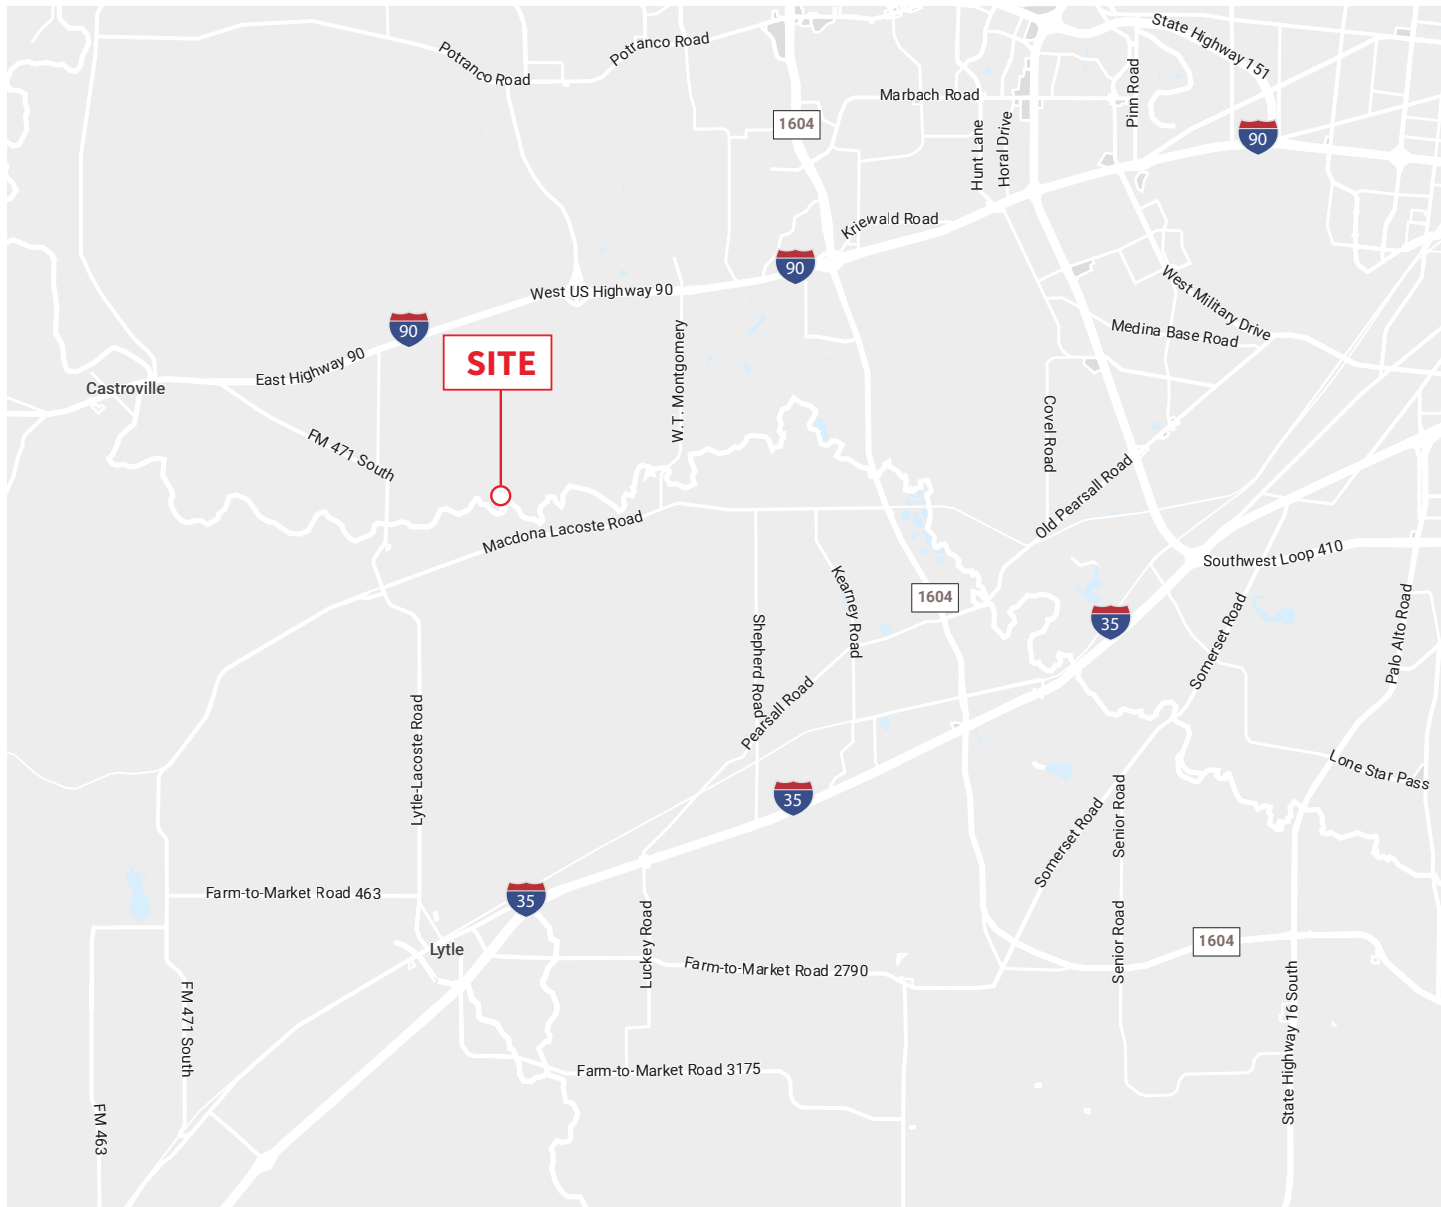 State Highway 151
Potranco Road
Potranco Road
Marbach Road
Pinn Road
1604
Hunt Lane
Horal Drive
90
Kriewald Road
90
West US Highway 90
West Military Drive
90
Medina Base Road
East Highway 90
SITE
W.T. Montgomery
Castroville
Covel Road
FM 471 South
Old Pearsall Road
Macdona Lacoste Road
Southwest Loop 410
Kearney Road
1604
35
Somerset Road
Palo Alto Road
Shepherd Road
Pearsall Road
Lytle-Lacoste Road
Lone Star Pass
35
Somerset Road
Senior Road
Farm-to-Market Road 463
35
Lytle
Luckey Road
Senior Road
1604
Farm-to-Market Road 2790
FM 471 South
State Highway 16 South
Farm-to-Market Road 3175
FM 463